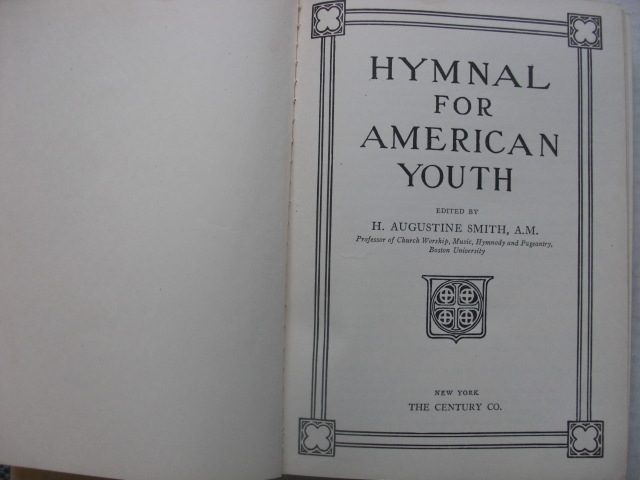 HYMNAL
FOR
AMERICAN
YOUTH
EDITED BY
H. AUGUSTINE SMITH, A.M.
Professor of Church Worship, Music, Hymnody and Pageantry,
Boston University
NEW YORK
THE CENTURY CO.